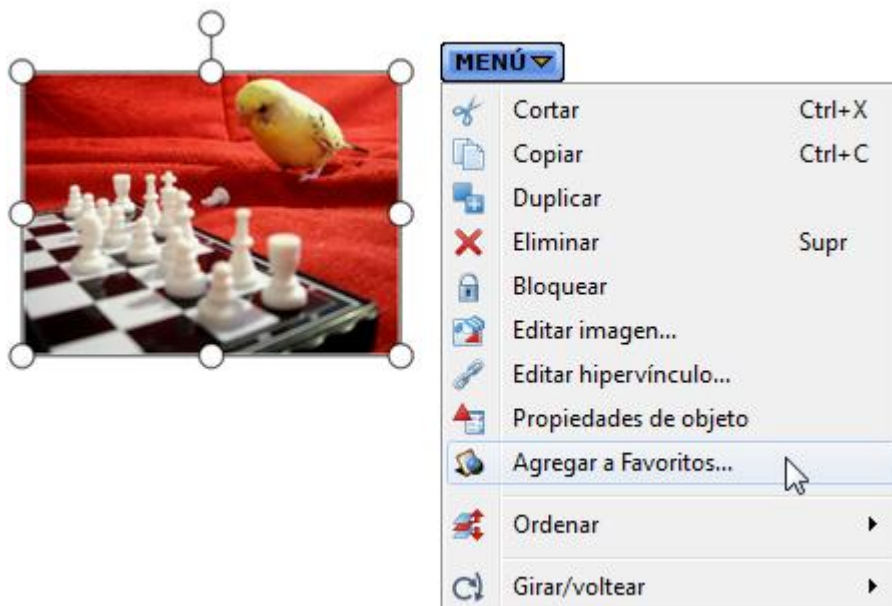 MENÚ
Cortar Ctrl+X
Copiar Ctrl+C
Duplicar
Eliminar Supr
Bloquear
Editar imagen...
Editar hipervínculo...
Propiedades de objeto
Agregar a Favoritos...
Ordenar
Girar/voltear